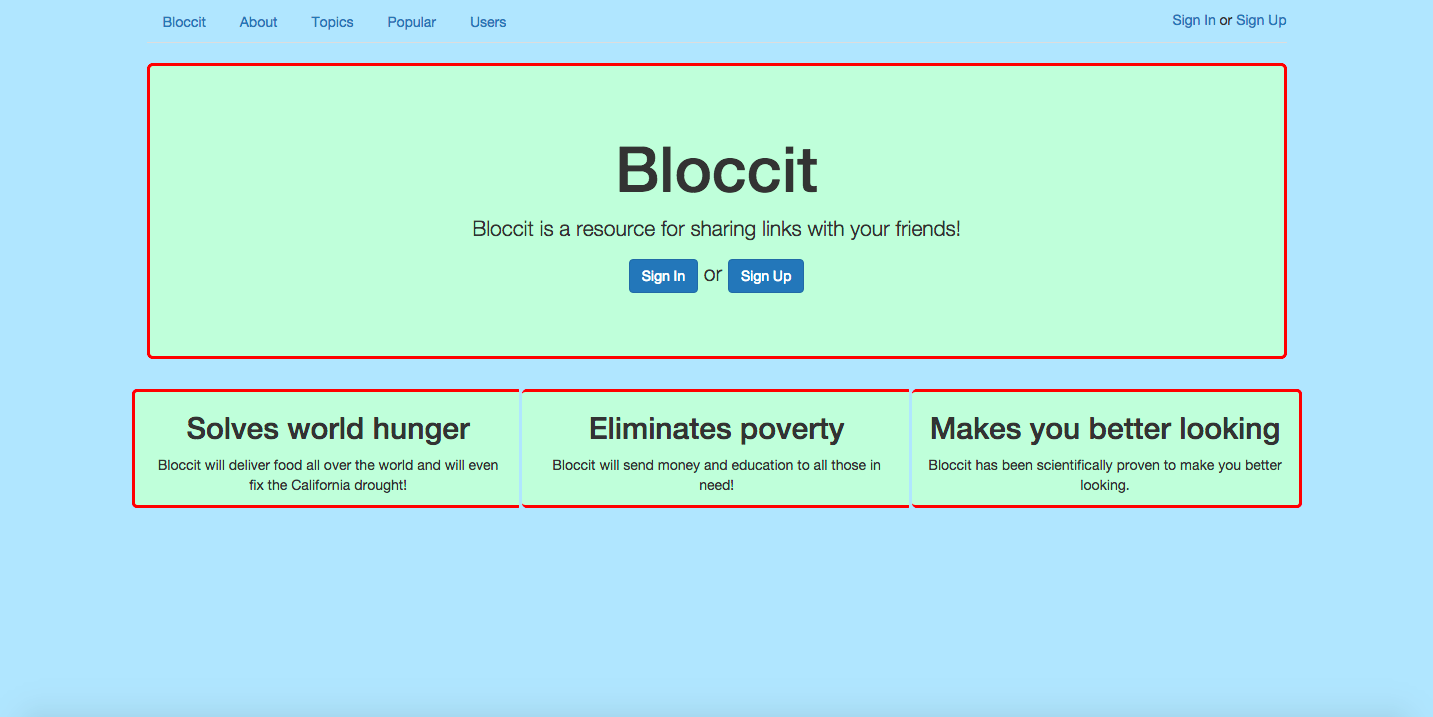 Bloccit About Topics Popular Users Sign In or Sign Up
Bloccit
Bloccit is a resource for sharing links with your friends!
Sign In or Sign Up
Solves world hunger
Bloccit will deliver food all over the world and will even
fix the California drought!
Eliminates poverty
Bloccit will send money and education to all those in
need!
Makes you better looking
Bloccit has been scientifically proven to make you better
looking.